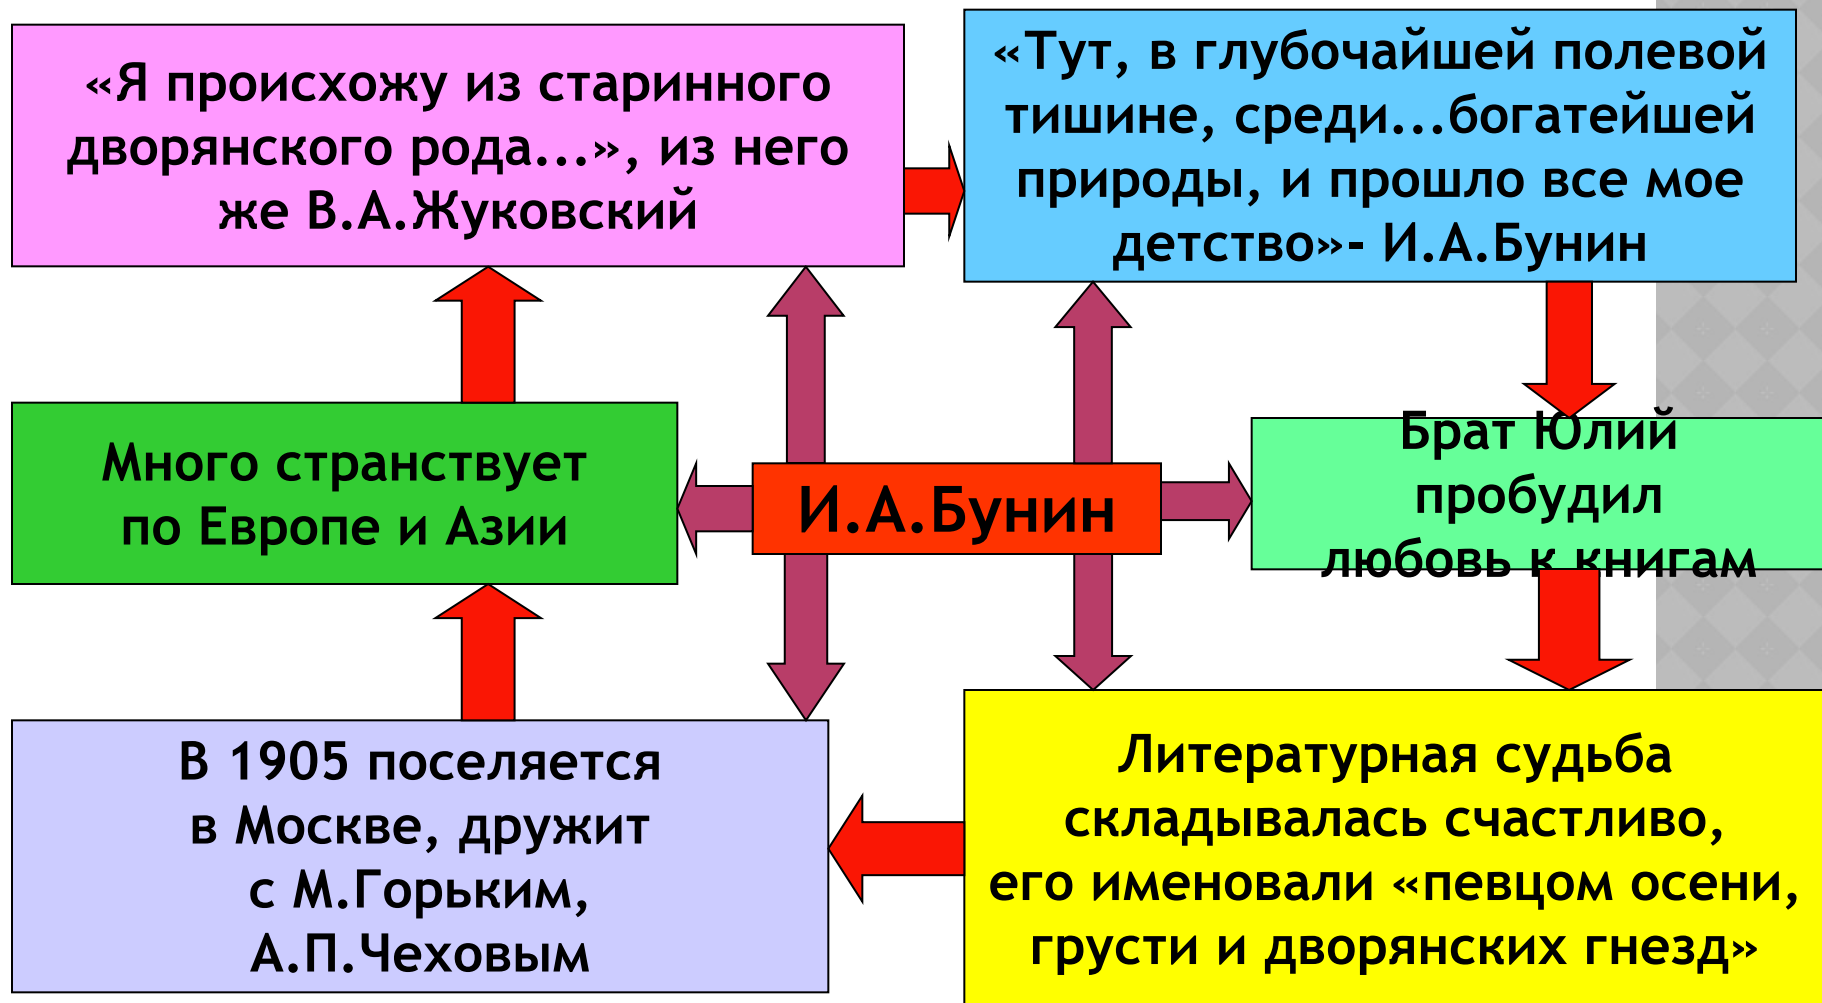 «Я происхожу из старинного
дворянского рода...», из него
же В.А.Жуковский
«Тут, в глубочайшей полевой
тишине, среди...богатейшей
природы, и прошло все мое
детство»- И.А.Бунин
Много странствует
по Европе и Азии
И.А.Бунин
Брат Юлий
пробудил
любовь к книгам
В 1905 поселяется
в Москве, дружит
с М.Горьким,
А.П.Чеховым
Литературная судьба
складывалась счастливо,
его именовали «певцом осени,
грусти и дворянских гнезд»